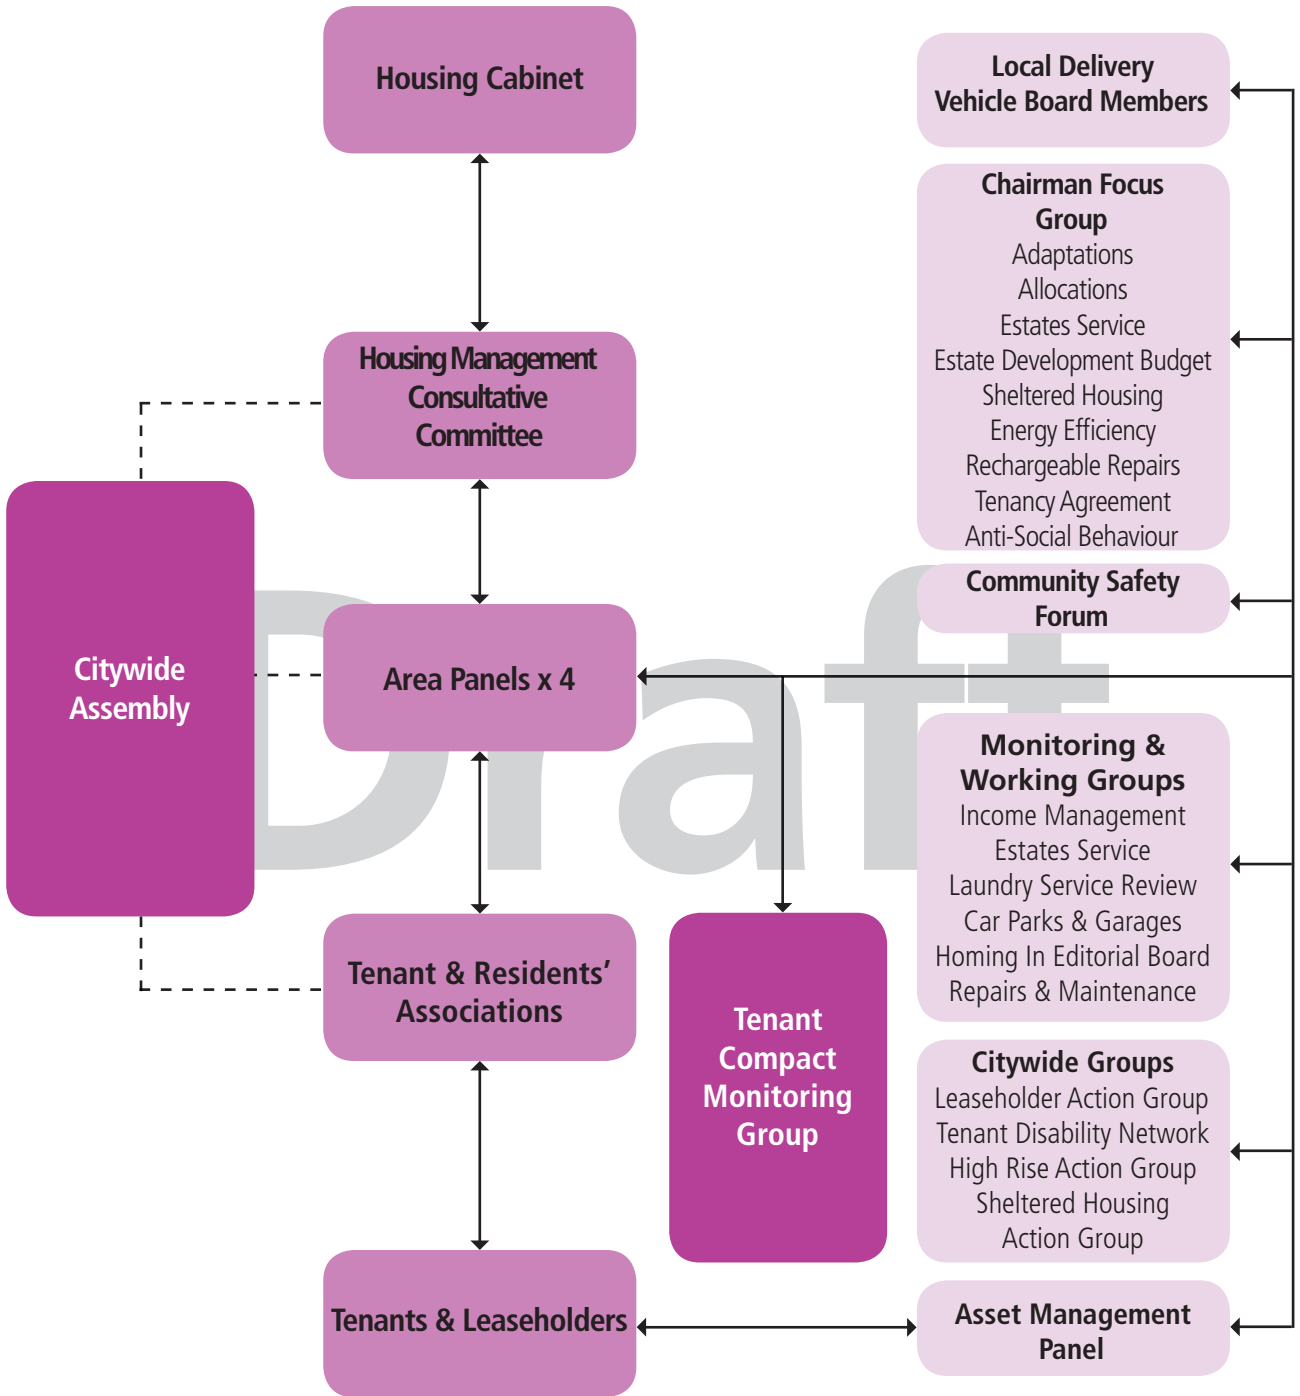 Housing Cabinet
Housing Management
Consultative
Committee
Citywide
Assembly
Area Panels x 4
Tenant & Residents’
Associations
Tenants & Leaseholders
Tenant
Compact
Monitoring
Group
Local Delivery
Vehicle Board Members
Chairman Focus
Group
Adaptations
Allocations
Estates Service
Estate Development Budget
Sheltered Housing
Energy Efficiency
Rechargeable Repairs
Tenancy Agreement
Anti-Social Behaviour
Community Safety
Forum
Monitoring &
Working Groups
Income Management
Estates Service
Laundry Service Review
Car Parks & Garages
Homing In Editorial Board
Repairs & Maintenance
Citywide Groups
Leaseholder Action Group
Tenant Disability Network
High Rise Action Group
Sheltered Housing
Action Group
Asset Management
Panel
Draft